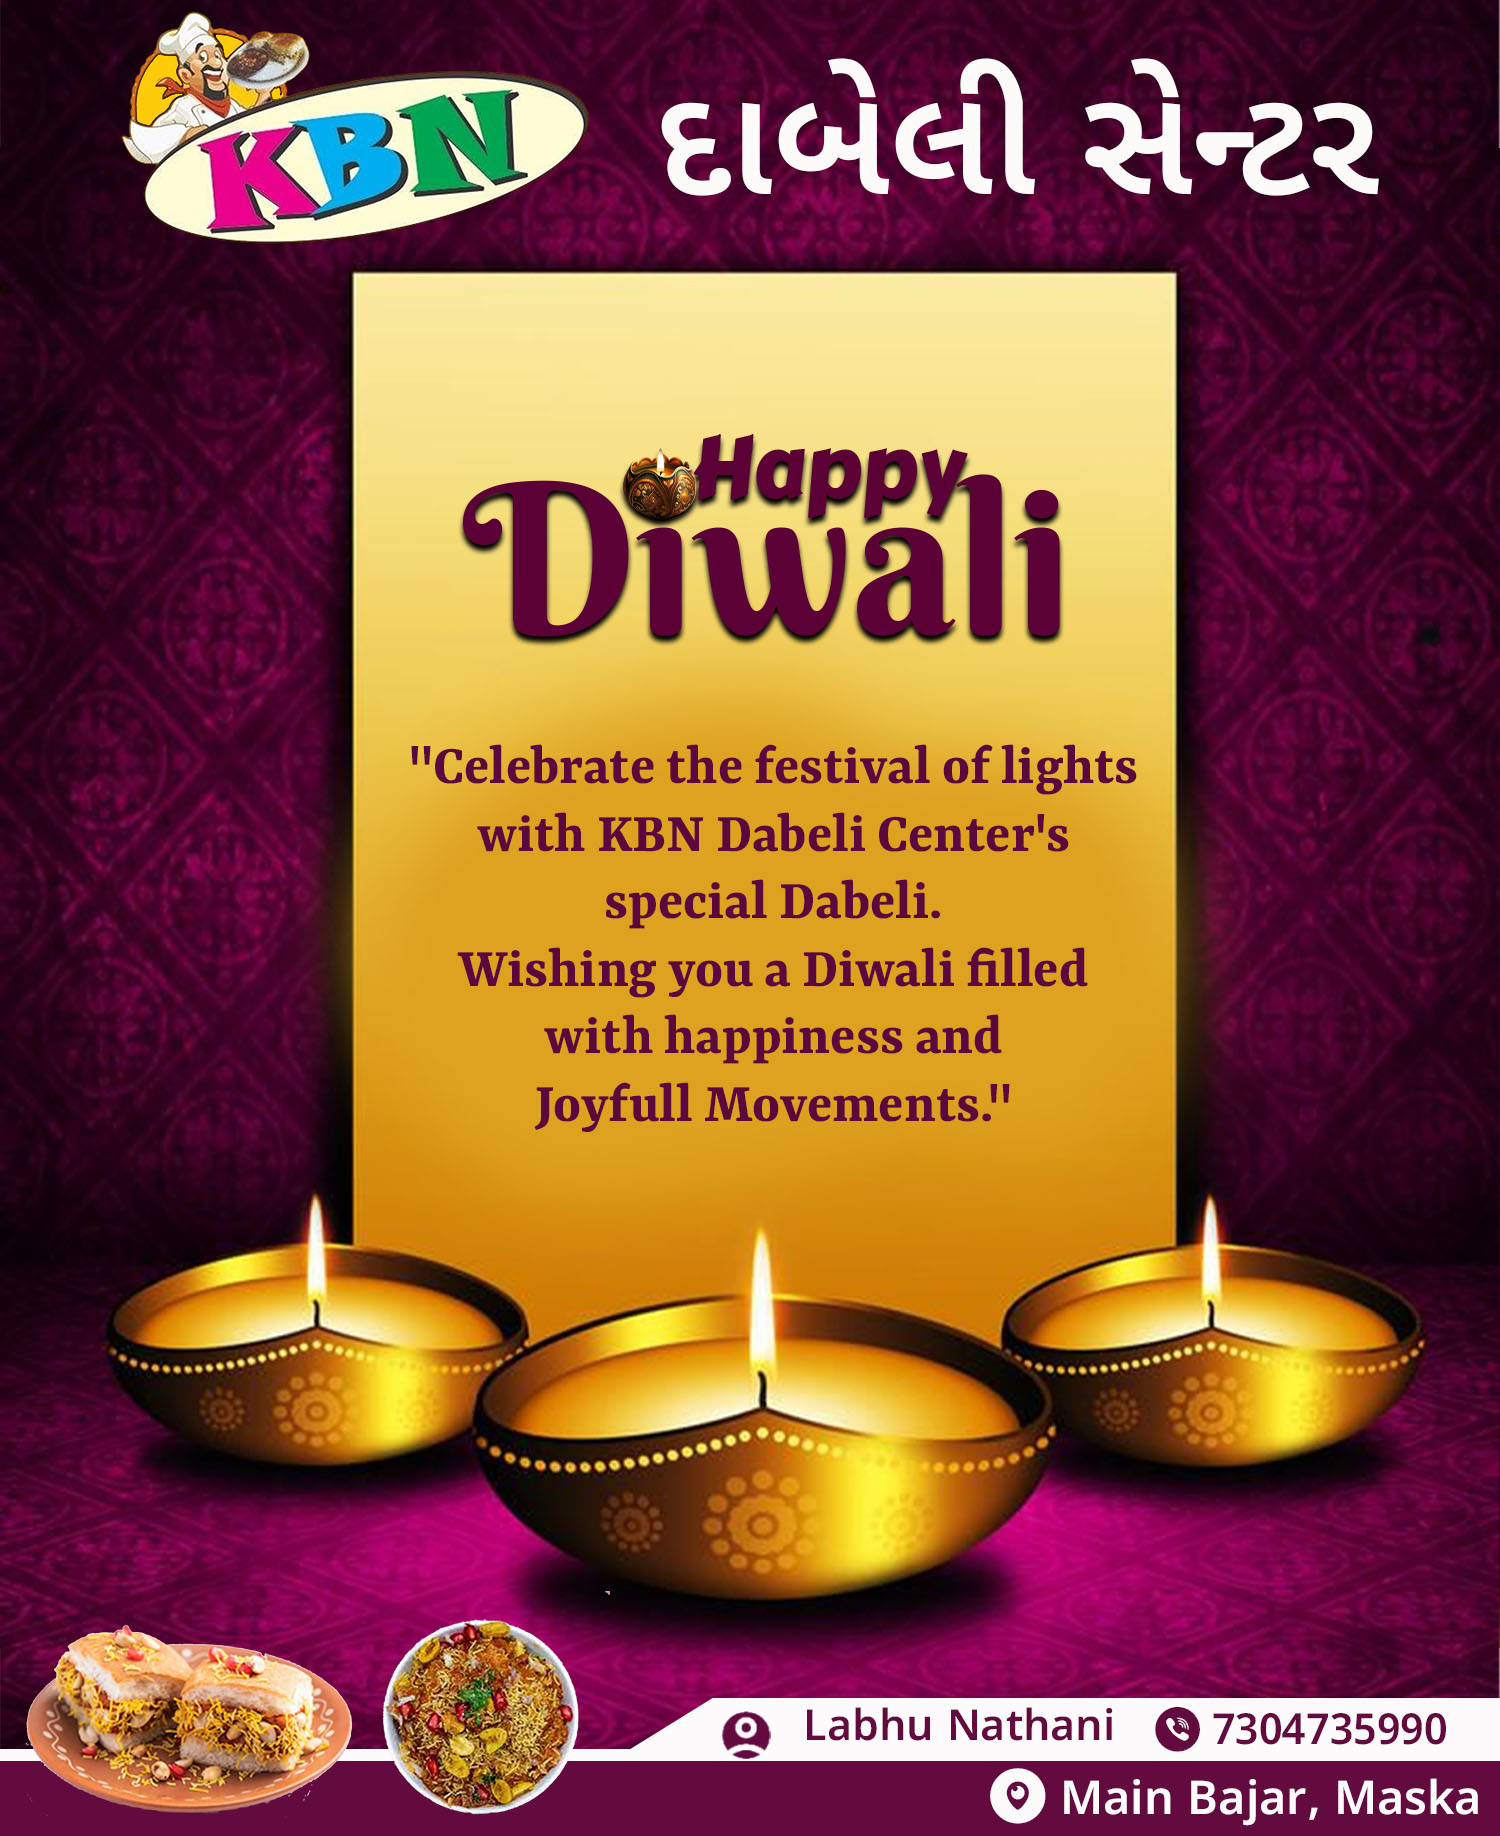 KBN
દાબેલી સેન્ટર
Happy
Diwali
"Celebrate the festival of lights
with KBN Dabeli Center's
special Dabeli.
Wishing you a Diwali filled
with happiness and
Joyfull Movements."
Labhu Nathani 7304735990
Main Bajar, Maska